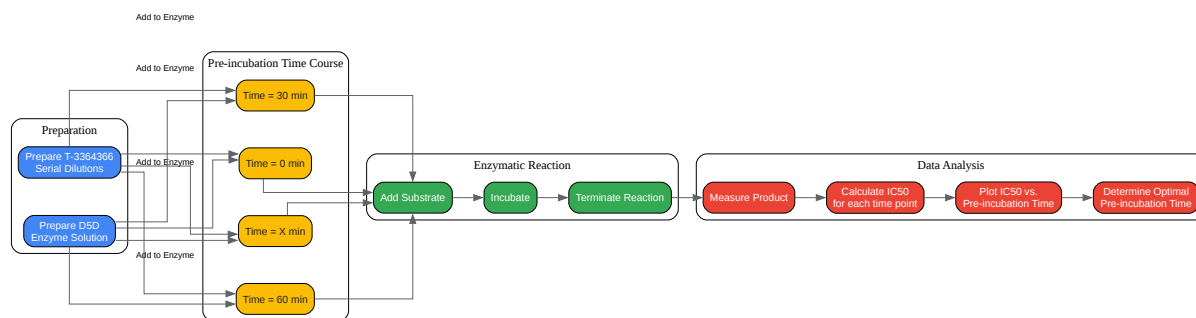 Add to Enzyme
Add to Enzyme
Pre-incubation Time Course
Time = 30 min
Preparation
Prepare T-3364366
Serial Dilutions
Add to Enzyme
Time = 0 min
Enzymatic Reaction
Data Analysis
Add Substrate
Incubate
Terminate Reaction
Measure Product
Calculate IC50
for each time point
Plot IC50 vs.
Pre-incubation Time
Determine Optimal
Pre-incubation Time
Prepare D5D
Enzyme Solution
Time = X min
Add to Enzyme
Time = 60 min